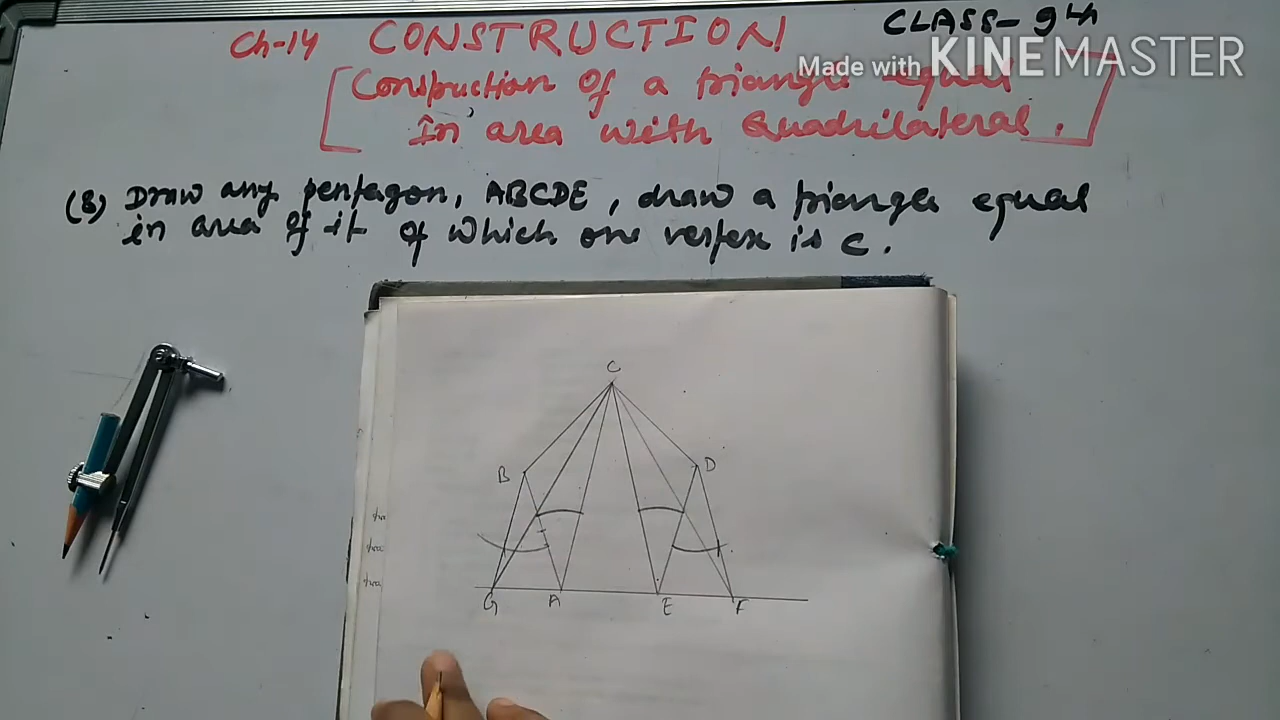 Ch-14 CONSTRUCTION CLASS-9th
Made with KINEMASTER
[Construction of a triangle equal
In area with Quadrilateral.]
(8) Draw any pentagon, ABCDE, draw a triangle equal
in area of it of which one vertex is C.
C
B D
G A E F